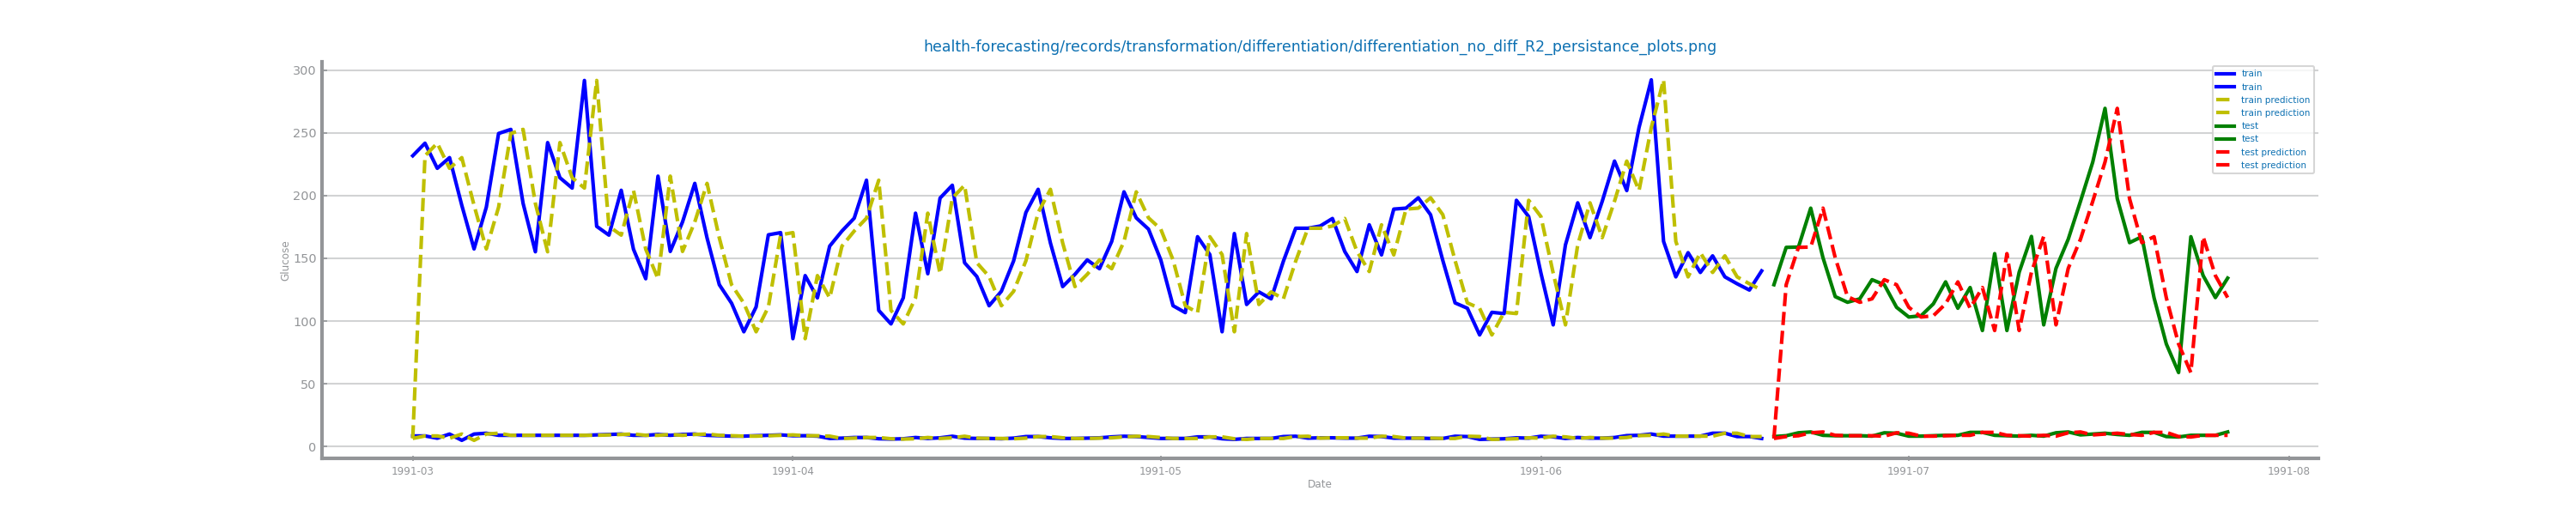 health-forecasting/records/transformation/differentiation/differentiation_no_diff_R2_persistance_plots.png
300
250
200
150
100
50
0
Glucose
train
train
train prediction
train prediction
test
test
test prediction
test prediction
1991-03
1991-04
1991-05
1991-06
1991-07
1991-08
Date